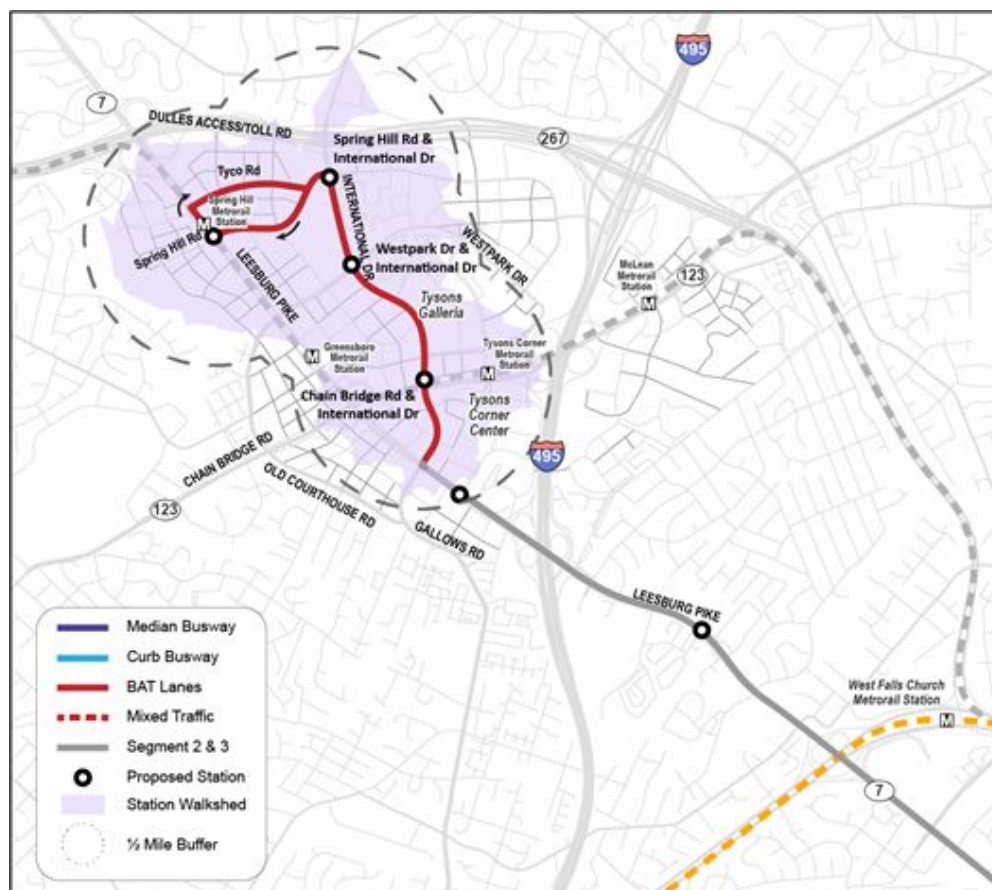 495
7
DULLES ACCESS/TOLL RD
267
Spring Hill Rd &
International Dr
Tyco Rd
Spring Hill
Metrorail
Station
M
Spring Hill Rd
INTERNATIONAL DR
LEESBURG PIKE
Westpark Dr &
International Dr
WESTPARK DR
Tysons
Galleria
McLean
Metrorail
Station
M
123
Greensboro
Metrorail
Station
M
Tysons Corner
Metrorail
Station
M
Chain Bridge Rd &
International Dr
Tysons
Corner
Center
CHAIN BRIDGE RD
123
OLD COURTHOUSE RD
495
GALLOWS RD
LEESBURG PIKE
West Falls Church
Metrorail Station
M
7
Median Busway
Curb Busway
BAT Lanes
Mixed Traffic
Segment 2 & 3
Proposed Station
Station Walkshed
½ Mile Buffer